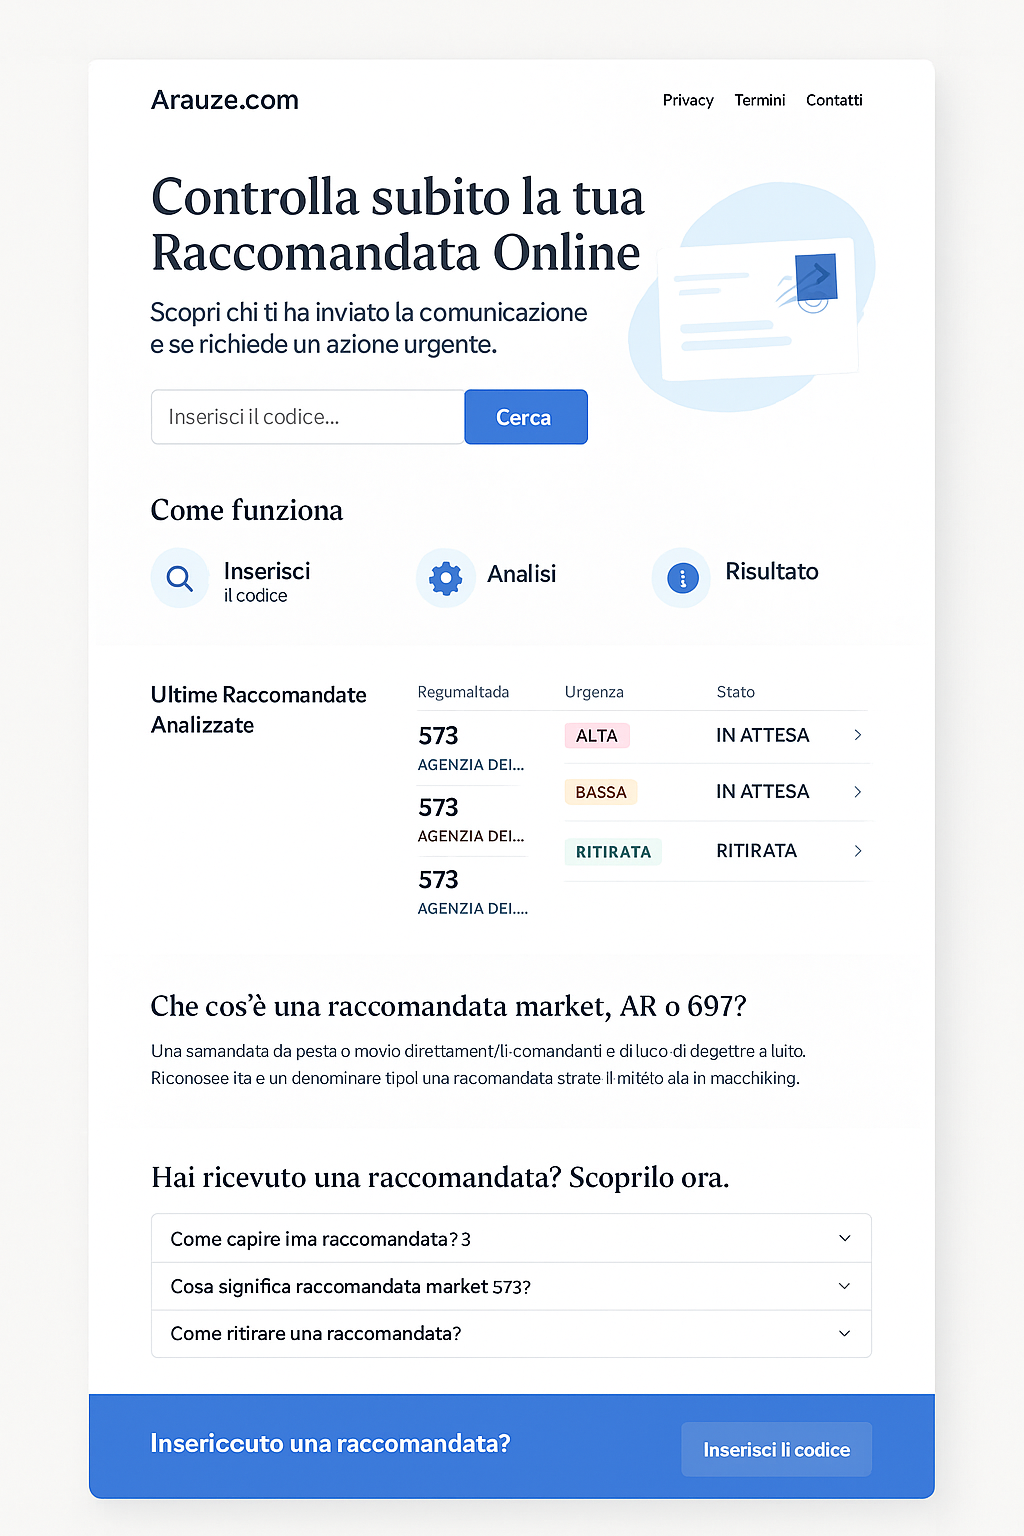 Arauze.com
Privacy Termini Contatti
Controlla subito la tua
Raccomandata Online
Scopri chi ti ha inviato la comunicazione
e se richiede un azione urgente.
Inserisci il codice...
Cerca
Come funziona
Inserisci
il codice
Analisi
Risultato
Ultime Raccomandate
Analizzate
Regumaltada Urgenza Stato
573
AGENZIA DEI...
ALTA
IN ATTESA
573
AGENZIA DEI...
BASSA
IN ATTESA
573
AGENZIA DEI....
RITIRATA
RITIRATA
Che cos’è una raccomandata market, AR o 697?
Una samandata da pesta o movio direttament/li-comandanti e di luco-di degettre a luito.
Riconosee ita e un denominare tipol una racomandata strate ll-mitéto ala in macchiking.
Hai ricevuto una raccomandata? Scoprilo ora.
Come capire ima raccomandata? 3
Cosa significa raccomandata market 573?
Come ritirare una raccomandata?
Insericcuto una raccomandata?
Inserisci li codice